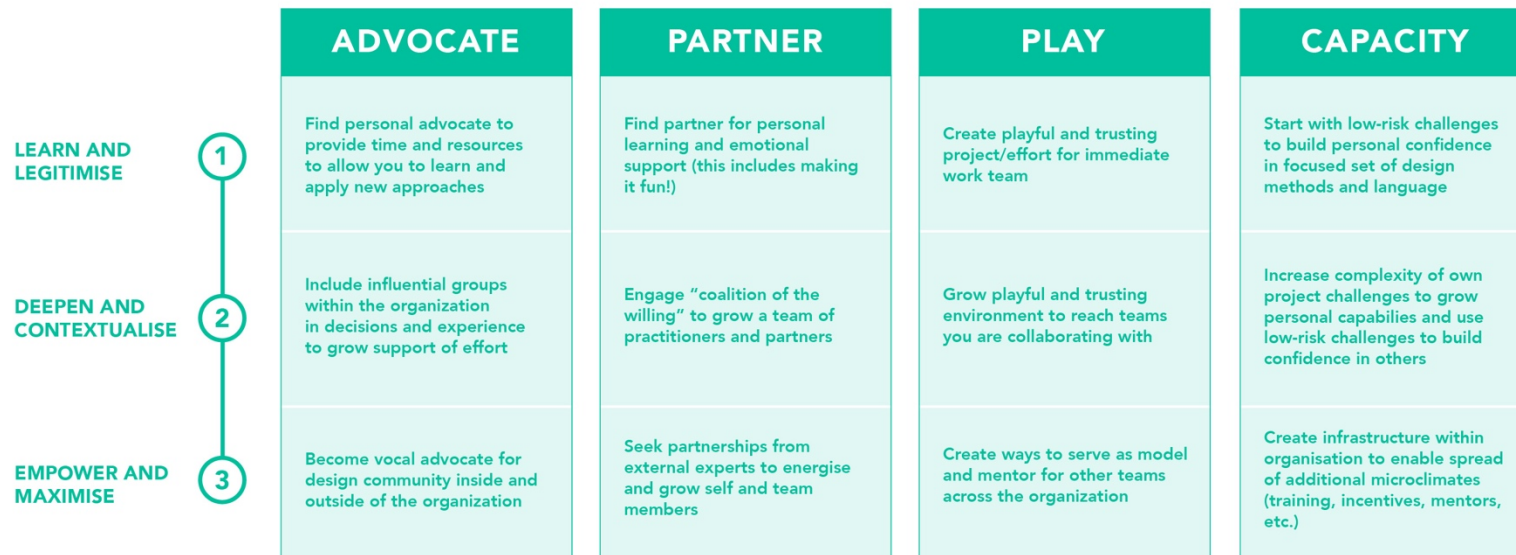 ADVOCATE
PARTNER
PLAY
CAPACITY
LEARN AND
LEGITIMISE
1
Find personal advocate to
provide time and resources
to allow you to learn and
apply new approaches
Find partner for personal
learning and emotional
support (this includes making
it fun!)
Create playful and trusting
project/effort for immediate
work team
Start with low-risk challenges
to build personal confidence
in focused set of design
methods and language
DEEPEN AND
CONTEXTUALISE
2
Include influential groups
within the organization
in decisions and experience
to grow support of effort
Engage “coalition of the
willing” to grow a team of
practitioners and partners
Grow playful and trusting
environment to reach teams
you are collaborating with
Increase complexity of own
project challenges to grow
personal capabilies and use
low-risk challenges to build
confidence in others
EMPOWER AND
MAXIMISE
3
Become vocal advocate for
design community inside and
outside of the organization
Seek partnerships from
external experts to energise
and grow self and team
members
Create ways to serve as model
and mentor for other teams
across the organization
Create infrastructure within
organisation to enable spread
of additional microclimates
(training, incentives, mentors,
etc.)